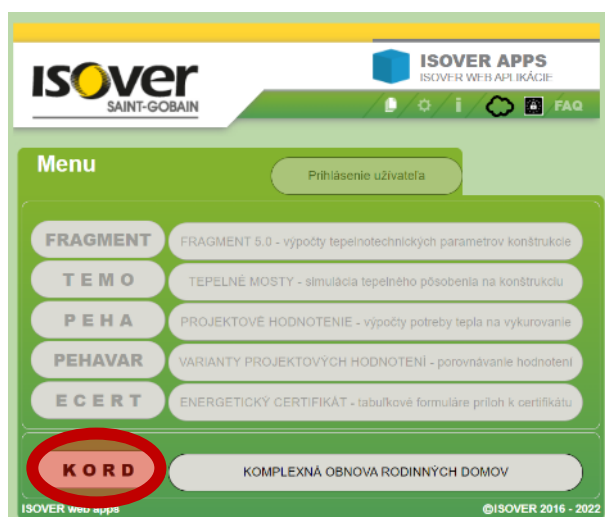 ISOVER APPS
ISOVER WEB APLIKÁCIE
isover
SAINT-GOBAIN
i FAQ
Menu
Prihlásenie užívateľa
FRAGMENT FRAGMENT 5.0 - výpočty tepelnotechnických parametrov konštrukcie
TEMO TEPELNÉ MOSTY - simulácia tepelného pôsobenia na konštrukciu
PEHA PROJEKTOVÉ HODNOTENIE - výpočty potreby tepla na vykurovanie
PEHAVAR VARIANTY PROJEKTOVÝCH HODNOTENÍ - porovnávanie hodnotení
ECERT ENERGETICKÝ CERTIFIKÁT - tabuľkové formuláre príloh k certifikátu
KORD KOMPLEXNÁ OBNOVA RODINNÝCH DOMOV
ISOVER web apps ©ISOVER 2016 - 2022